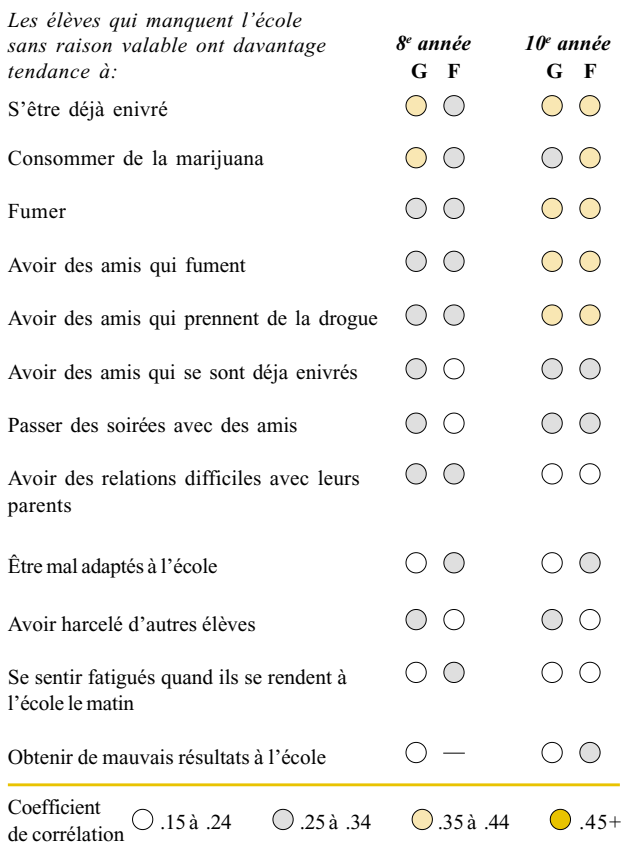 Les élèves qui manquent l'école
sans raison valable ont davantage
tendance à:
8e année 10e année
G F G F
S'être déjà enivré
Consommer de la marijuana
Fumer
Avoir des amis qui fument
Avoir des amis qui prennent de la drogue
Avoir des amis qui se sont déja enivrés
Passer des soirées avec des amis
Avoir des relations difficiles avec leurs
parents
Être mal adaptés à l'école
Avoir harcelé d'autres élèves
Se sentir fatigués quand ils se rendent à
l'école le matin
Obtenir de mauvais résultats à l'école —
Coefficient
de corrélation .15 à .24 .25 à .34 .35 à .44 .45+